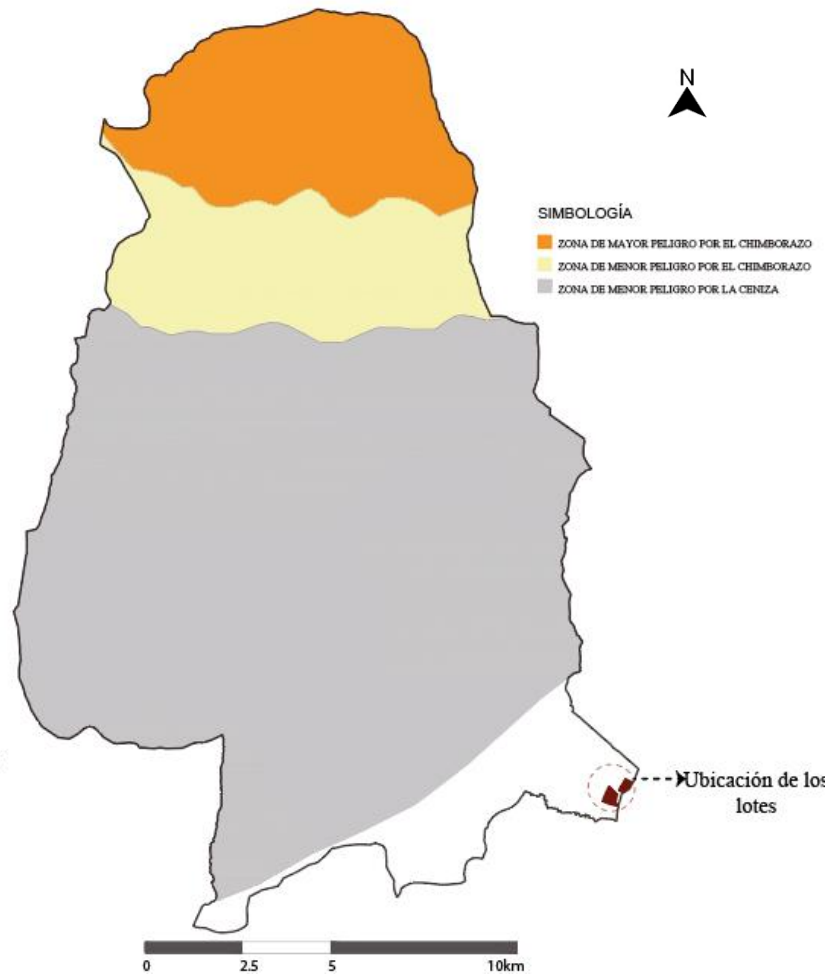 N
SIMBOLOGÍA
ZONA DE MAYOR PELIGRO POR EL CHIMBORAZO
ZONA DE MENOR PELIGRO POR EL CHIMBORAZO
ZONA DE MENOR PELIGRO POR LA CENIZA
Ubicación de los
lotes
0 2.5 5 10km